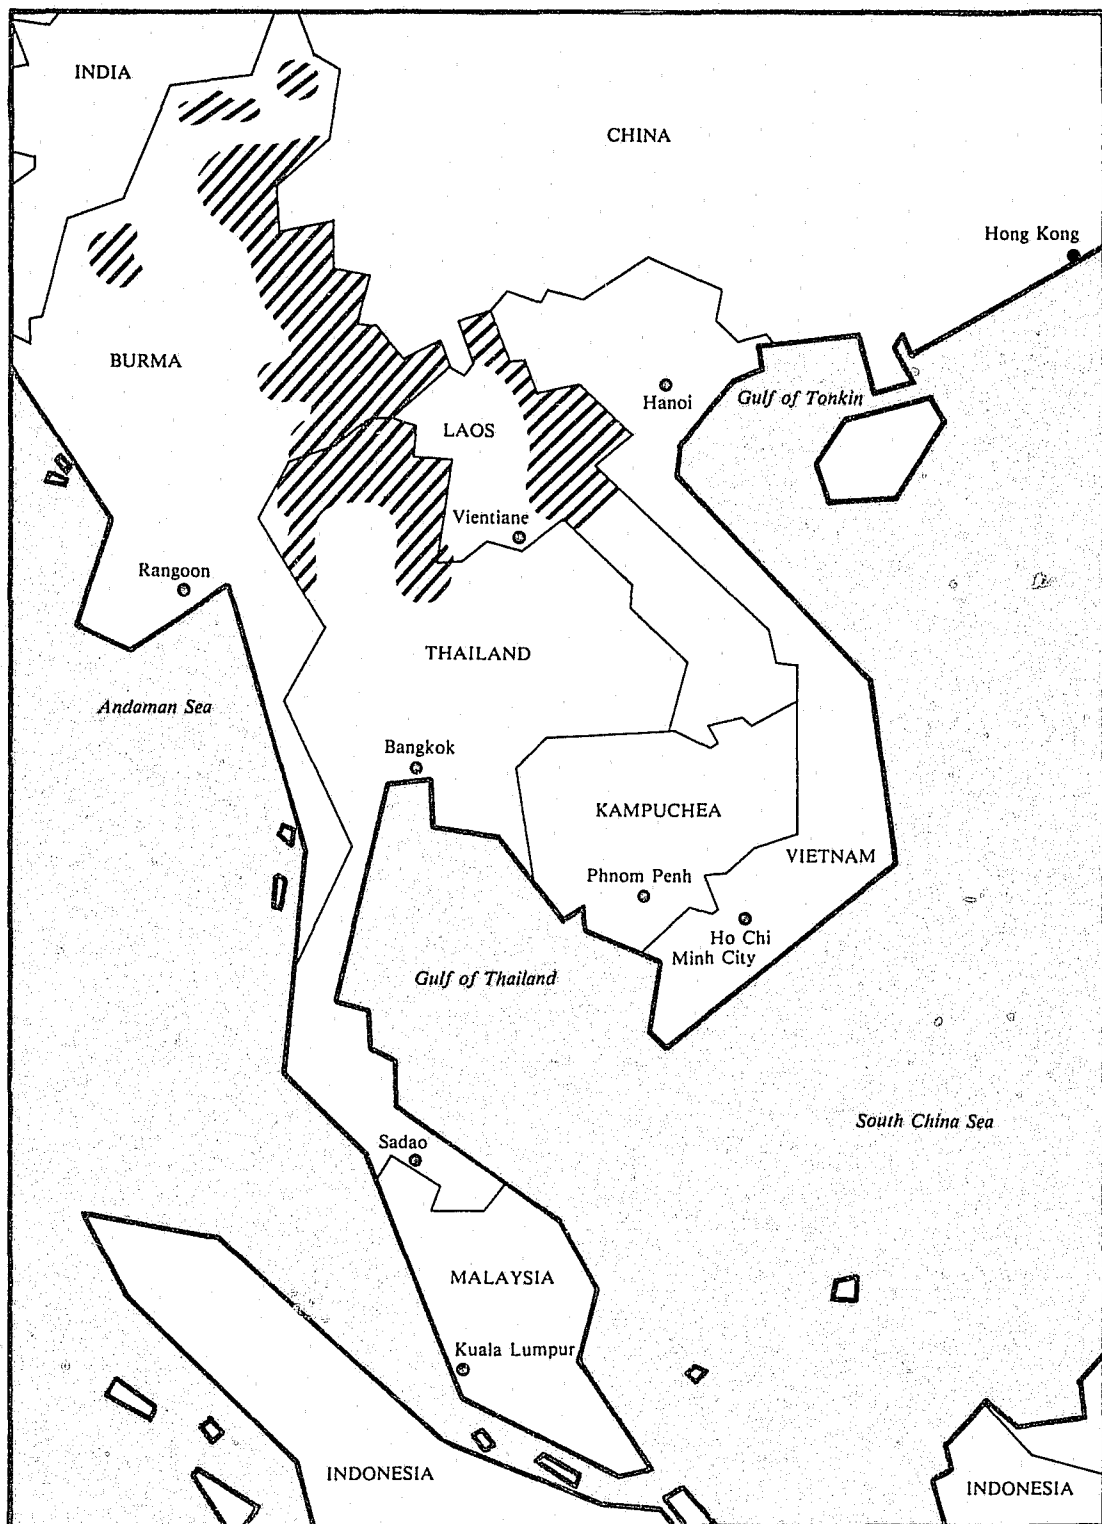 INDIA
CHINA
Hong Kong
BURMA
Hanoi
Gulf of Tonkin
LAOS
Vientiane
Rangoon
THAILAND
Andaman Sea
Bangkok
KAMPUCHEA
VIETNAM
Phnom Penh
Ho Chi
Minh City
Gulf of Thailand
South China Sea
Sadao
MALAYSIA
Kuala Lumpur
INDONESIA
INDONESIA